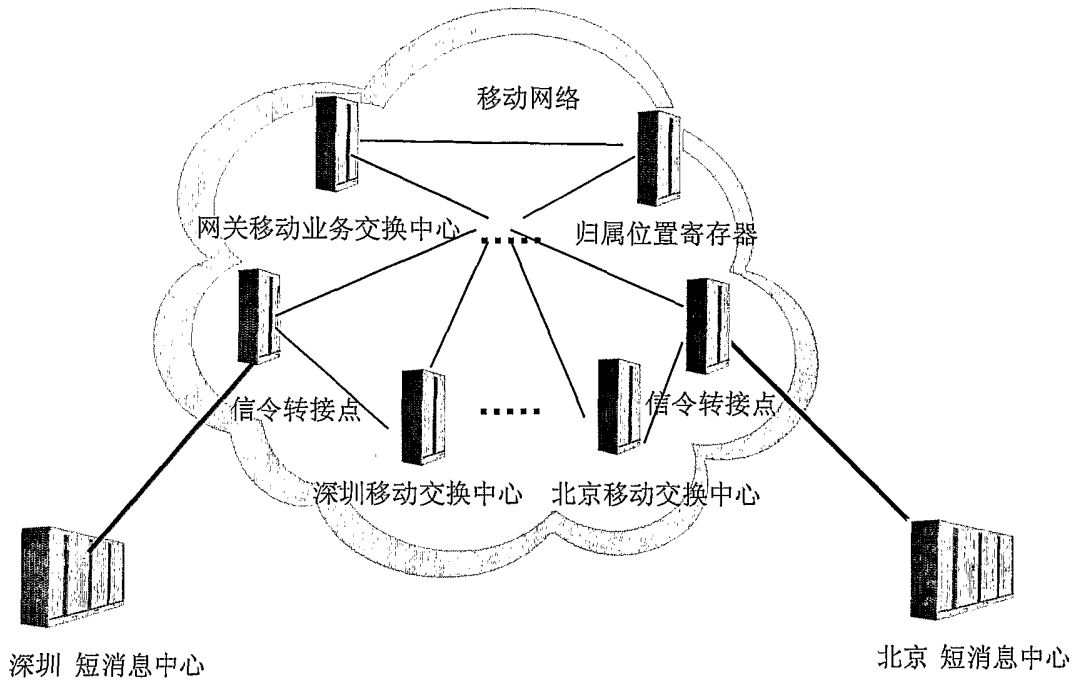 移动网络
网关移动业务交换中心
归属位置寄存器
信令转接点
信令转接点
深圳移动交换中心
北京移动交换中心
深圳 短消息中心
北京 短消息中心